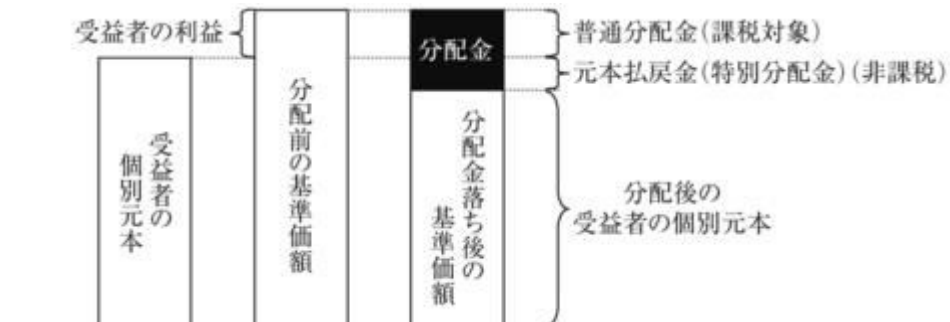 受益者の利益
分配金
普通分配金(課税対象)
元本払戻金(特別分配金)(非課税)
受益者の
個別元本
分配前の基準価額
分配金落ち後の
基準価額
分配後の
受益者の個別元本